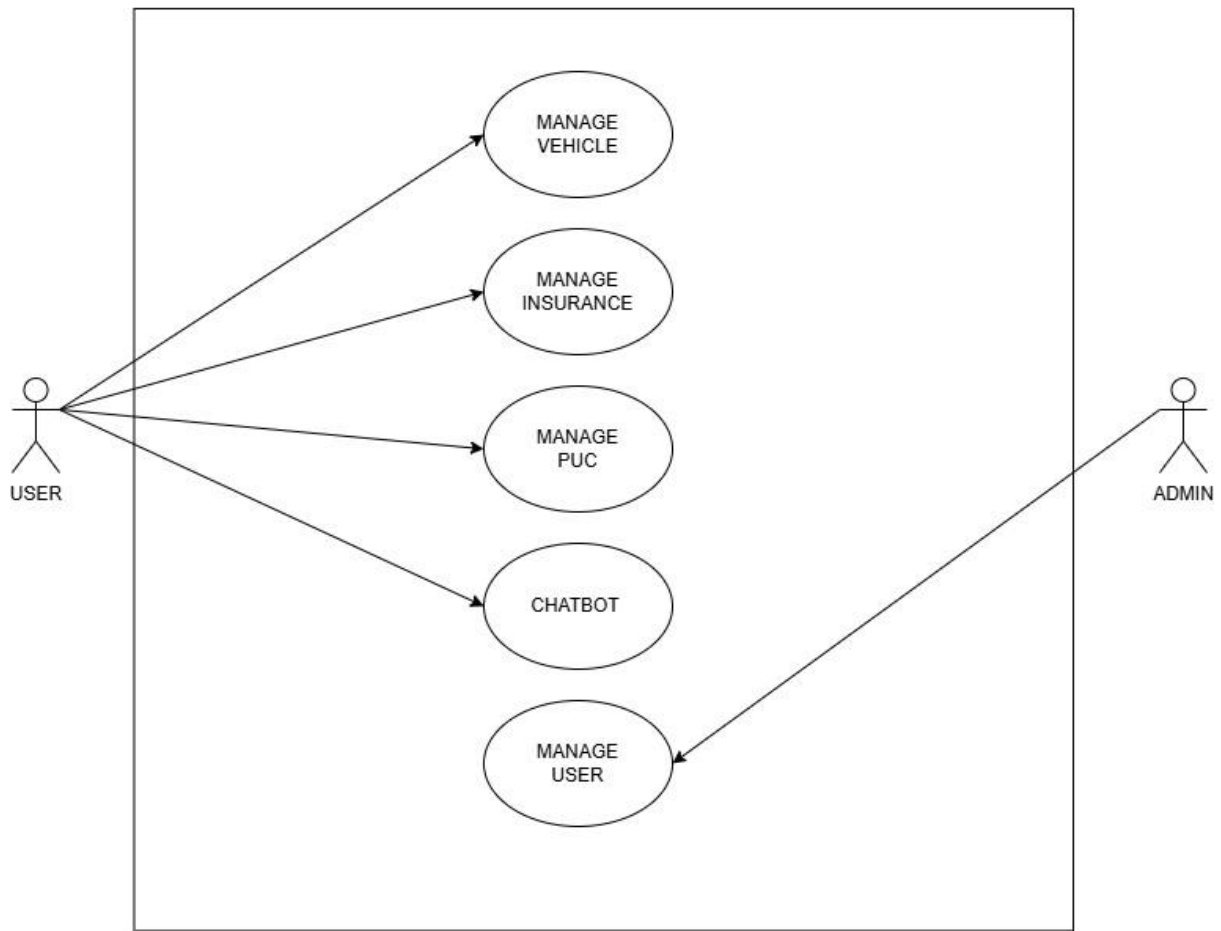 MANAGE
VEHICLE
MANAGE
INSURANCE
MANAGE
PUC
USER
ADMIN
CHATBOT
MANAGE
USER